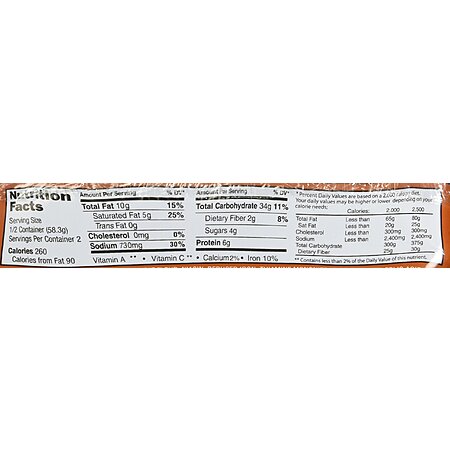 Nutrition
Facts
Serving Size
1/2 Container (58.3g)
Servings Per Container 2
Calories 260
Calories from Fat 90
Amount Per Serving % DV*
Total Fat 10g 15%
Saturated Fat 5g 25%
Trans Fat 0g
Cholesterol 0mg 0%
Sodium 730mg 30%
Amount Per Serving % DV*
Total Carbohydrate 34g 11%
Dietary Fiber 2g 8%
Sugars 4g
Protein 6g
Vitamin A ** • Vitamin C ** • Calcium 2% • Iron 10%
* Percent Daily Values are based on a 2,000 calorie diet.
Your daily values may be higher or lower depending on your
calorie needs:
Calories: 2,000 2,500
Total Fat Less than 65g 80g
Sat Fat Less than 20g 25g
Cholesterol Less than 300mg 300mg
Sodium Less than 2,400mg 2,400mg
Total Carbohydrate 300g 375g
Dietary Fiber 25g 30g
** Contains less than 2% of the Daily Value of this nutrient.